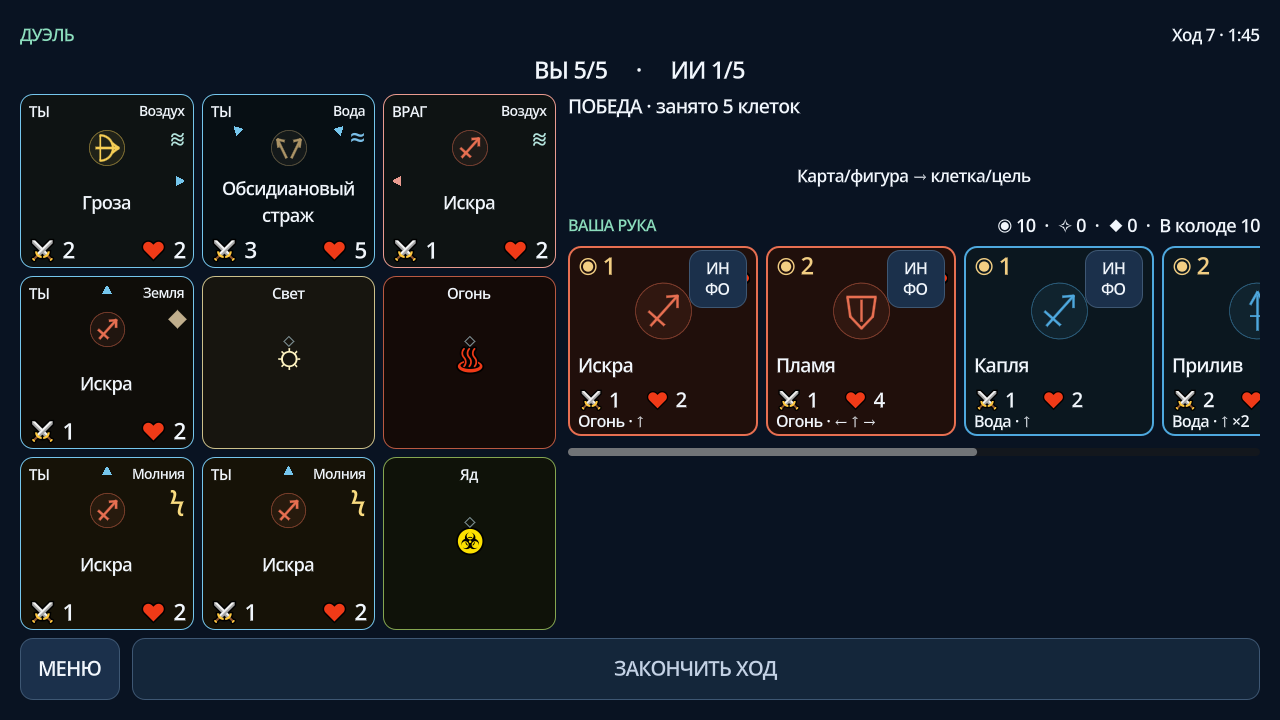 ДУЭЛЬ
Ход 7 · 1:45
ВЫ 5/5 · ИИ 1/5
ТЫ Воздух
Гроза
2 2
ТЫ Вода
Обсидиановый
страж
3 5
ВРАГ Воздух
Искра
1 2
ПОБЕДА · занято 5 клеток
Карта/фигура → клетка/цель
ВАША РУКА
◉ 10 · ✧ 0 · ◆ 0 · В колоде 10
ТЫ Земля
Искра
1 2
Свет
Огонь
◉ 1
ИН
ФО
Искра
1 2
Огонь · ↑
◉ 2
ИН
ФО
Пламя
1 4
Огонь · ← ↑ →
◉ 1
ИН
ФО
Капля
1 2
Вода · ↑
◉ 2
Прилив
2
Вода · ↑ ×2
ТЫ Молния
Искра
1 2
ТЫ Молния
Искра
1 2
Яд
МЕНЮ
ЗАКОНЧИТЬ ХОД